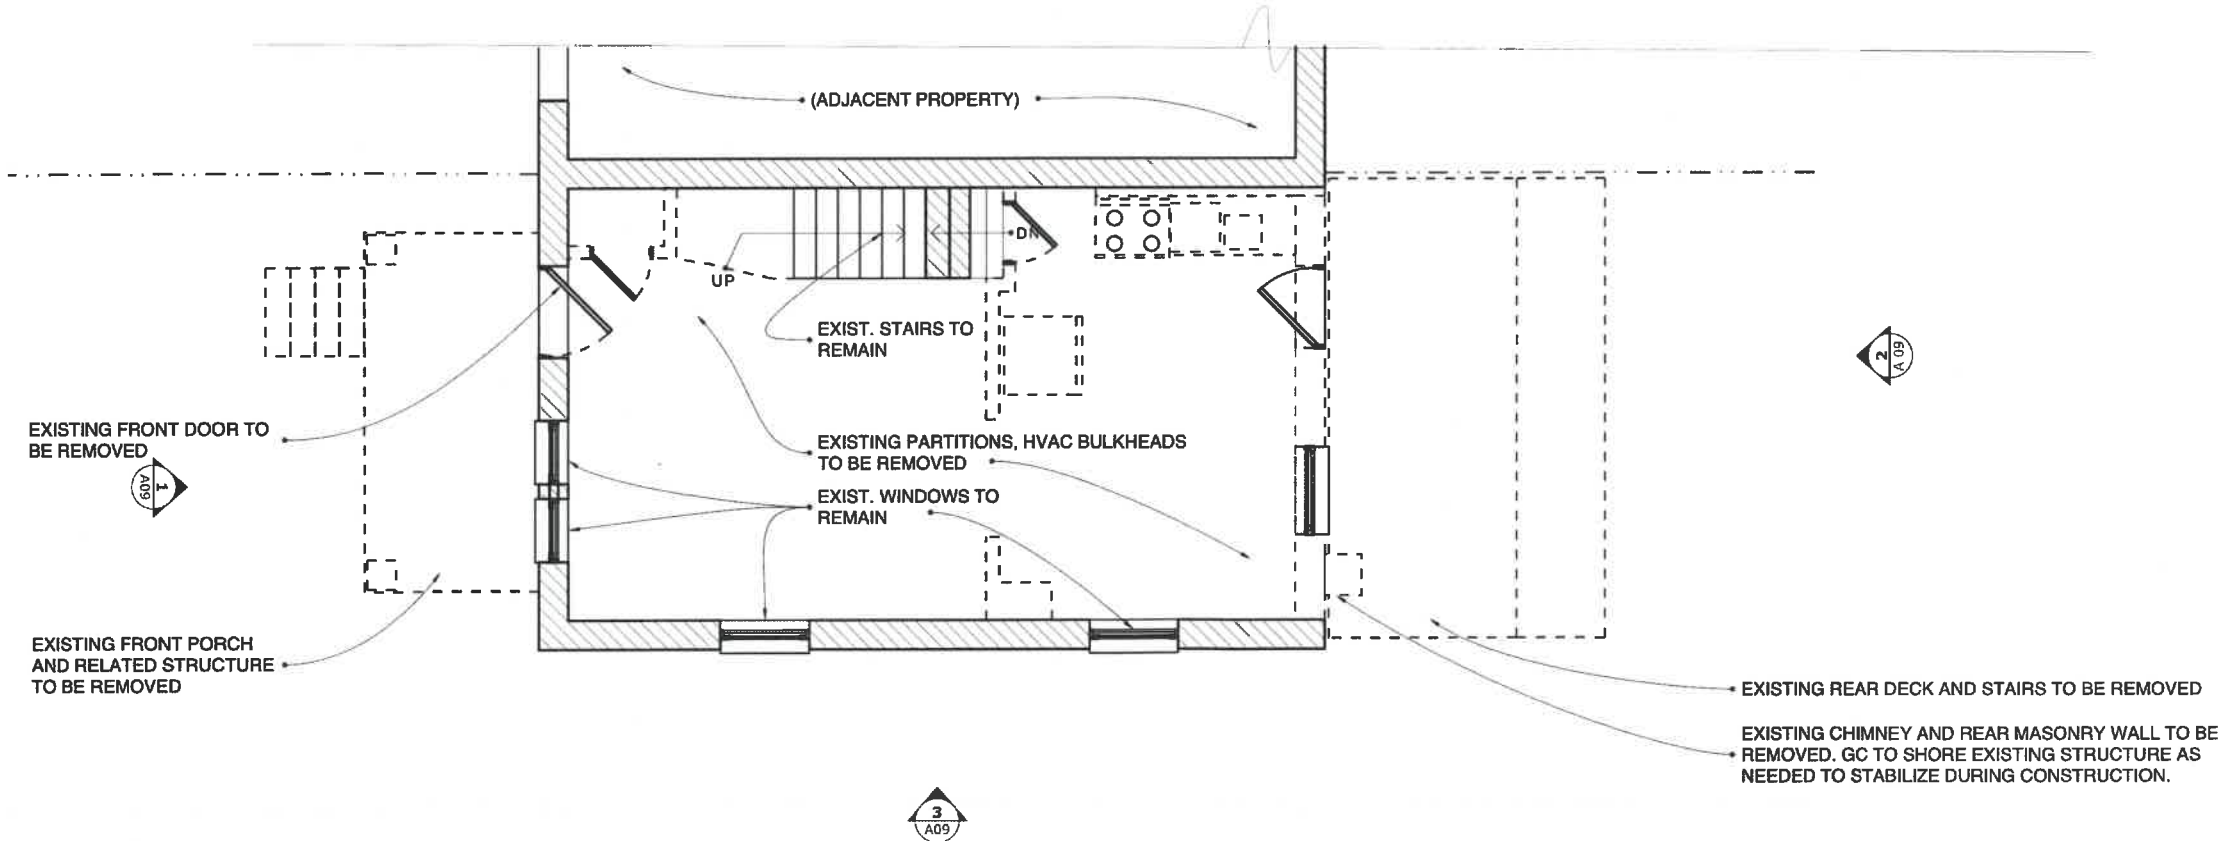 (ADJACENT PROPERTY)
UP
DN
EXIST. STAIRS TO
REMAIN
2
A 09
EXISTING FRONT DOOR TO
BE REMOVED
EXISTING PARTITIONS, HVAC BULKHEADS
TO BE REMOVED
1
A09
EXIST. WINDOWS TO
REMAIN
EXISTING FRONT PORCH
AND RELATED STRUCTURE
TO BE REMOVED
EXISTING REAR DECK AND STAIRS TO BE REMOVED
EXISTING CHIMNEY AND REAR MASONRY WALL TO BE
REMOVED. GC TO SHORE EXISTING STRUCTURE AS
NEEDED TO STABILIZE DURING CONSTRUCTION.
3
A09